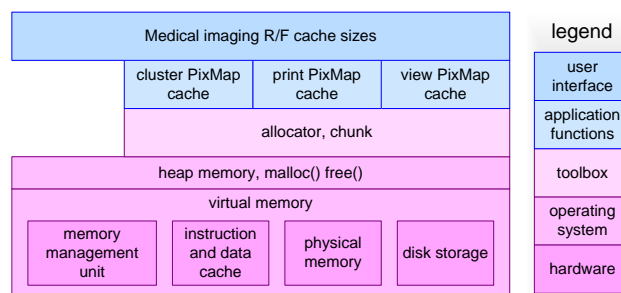 Medical imaging R/F cache sizes
cluster PixMap
cache
print PixMap
cache
view PixMap
cache
allocator, chunk
heap memory, malloc() free()
virtual memory
memory
management
unit
instruction
and data
cache
physical
memory
disk storage
legend
user
interface
application
functions
toolbox
operating
system
hardware